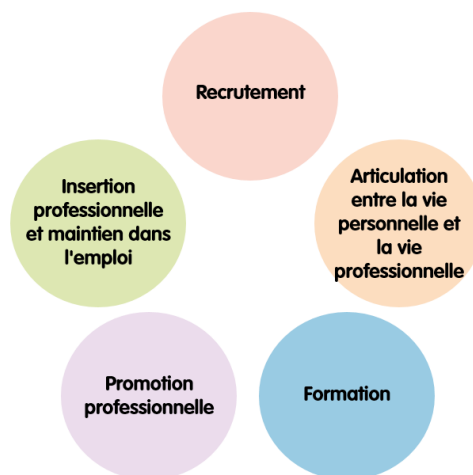 Recrutement
Articulation
entre la vie
personnelle et
la vie
professionnelle
Insertion
professionnelle
et maintien dans
l'emploi
Promotion
professionnelle
Formation